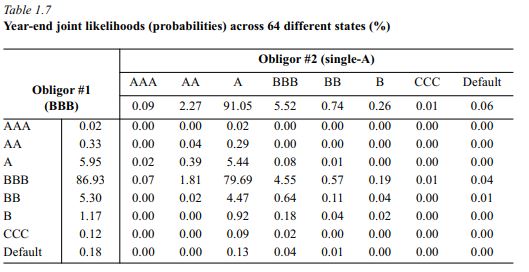 Table 1.7
Year-end joint likelihoods (probabilities) across 64 different states (%)
Obligor #2 (single-A)
Obligor #1 (BBB) AAA AA A BBB BB B CCC Default
0.09 2.27 91.05 5.52 0.74 0.26 0.01 0.06
AAA 0.02 0.00 0.00 0.02 0.00 0.00 0.00 0.00 0.00
AA 0.33 0.00 0.04 0.29 0.00 0.00 0.00 0.00 0.00
A 5.95 0.02 0.39 5.44 0.08 0.01 0.00 0.00 0.00
BBB 86.93 0.07 1.81 79.69 4.55 0.57 0.19 0.01 0.04
BB 5.30 0.00 0.02 4.47 0.64 0.11 0.04 0.00 0.01
B 1.17 0.00 0.00 0.92 0.18 0.04 0.02 0.00 0.00
CCC 0.12 0.00 0.00 0.09 0.02 0.00 0.00 0.00 0.00
Default 0.18 0.00 0.00 0.13 0.04 0.01 0.00 0.00 0.00